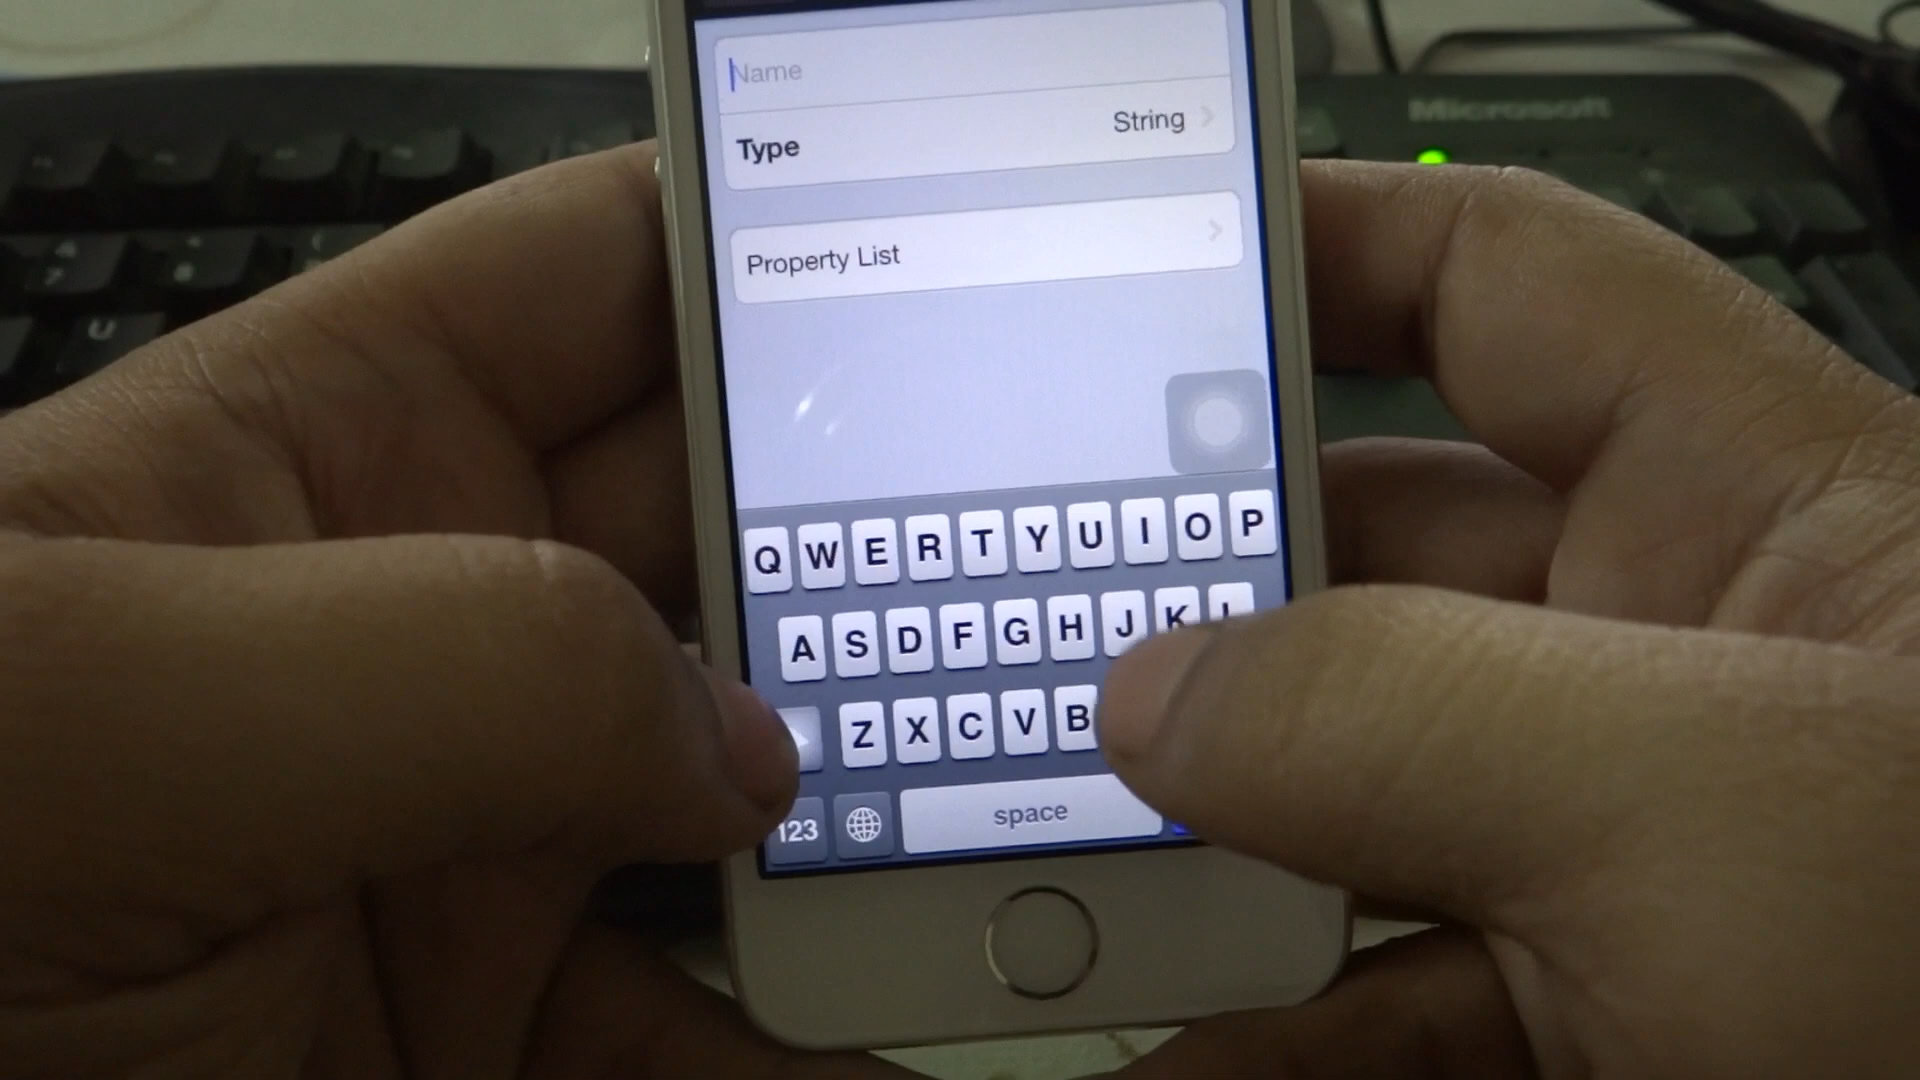 Name
Type String
Property List
Microsoft
Q W E R T Y U I O P
A S D F G H J K L
Z X C V B
123 space
U